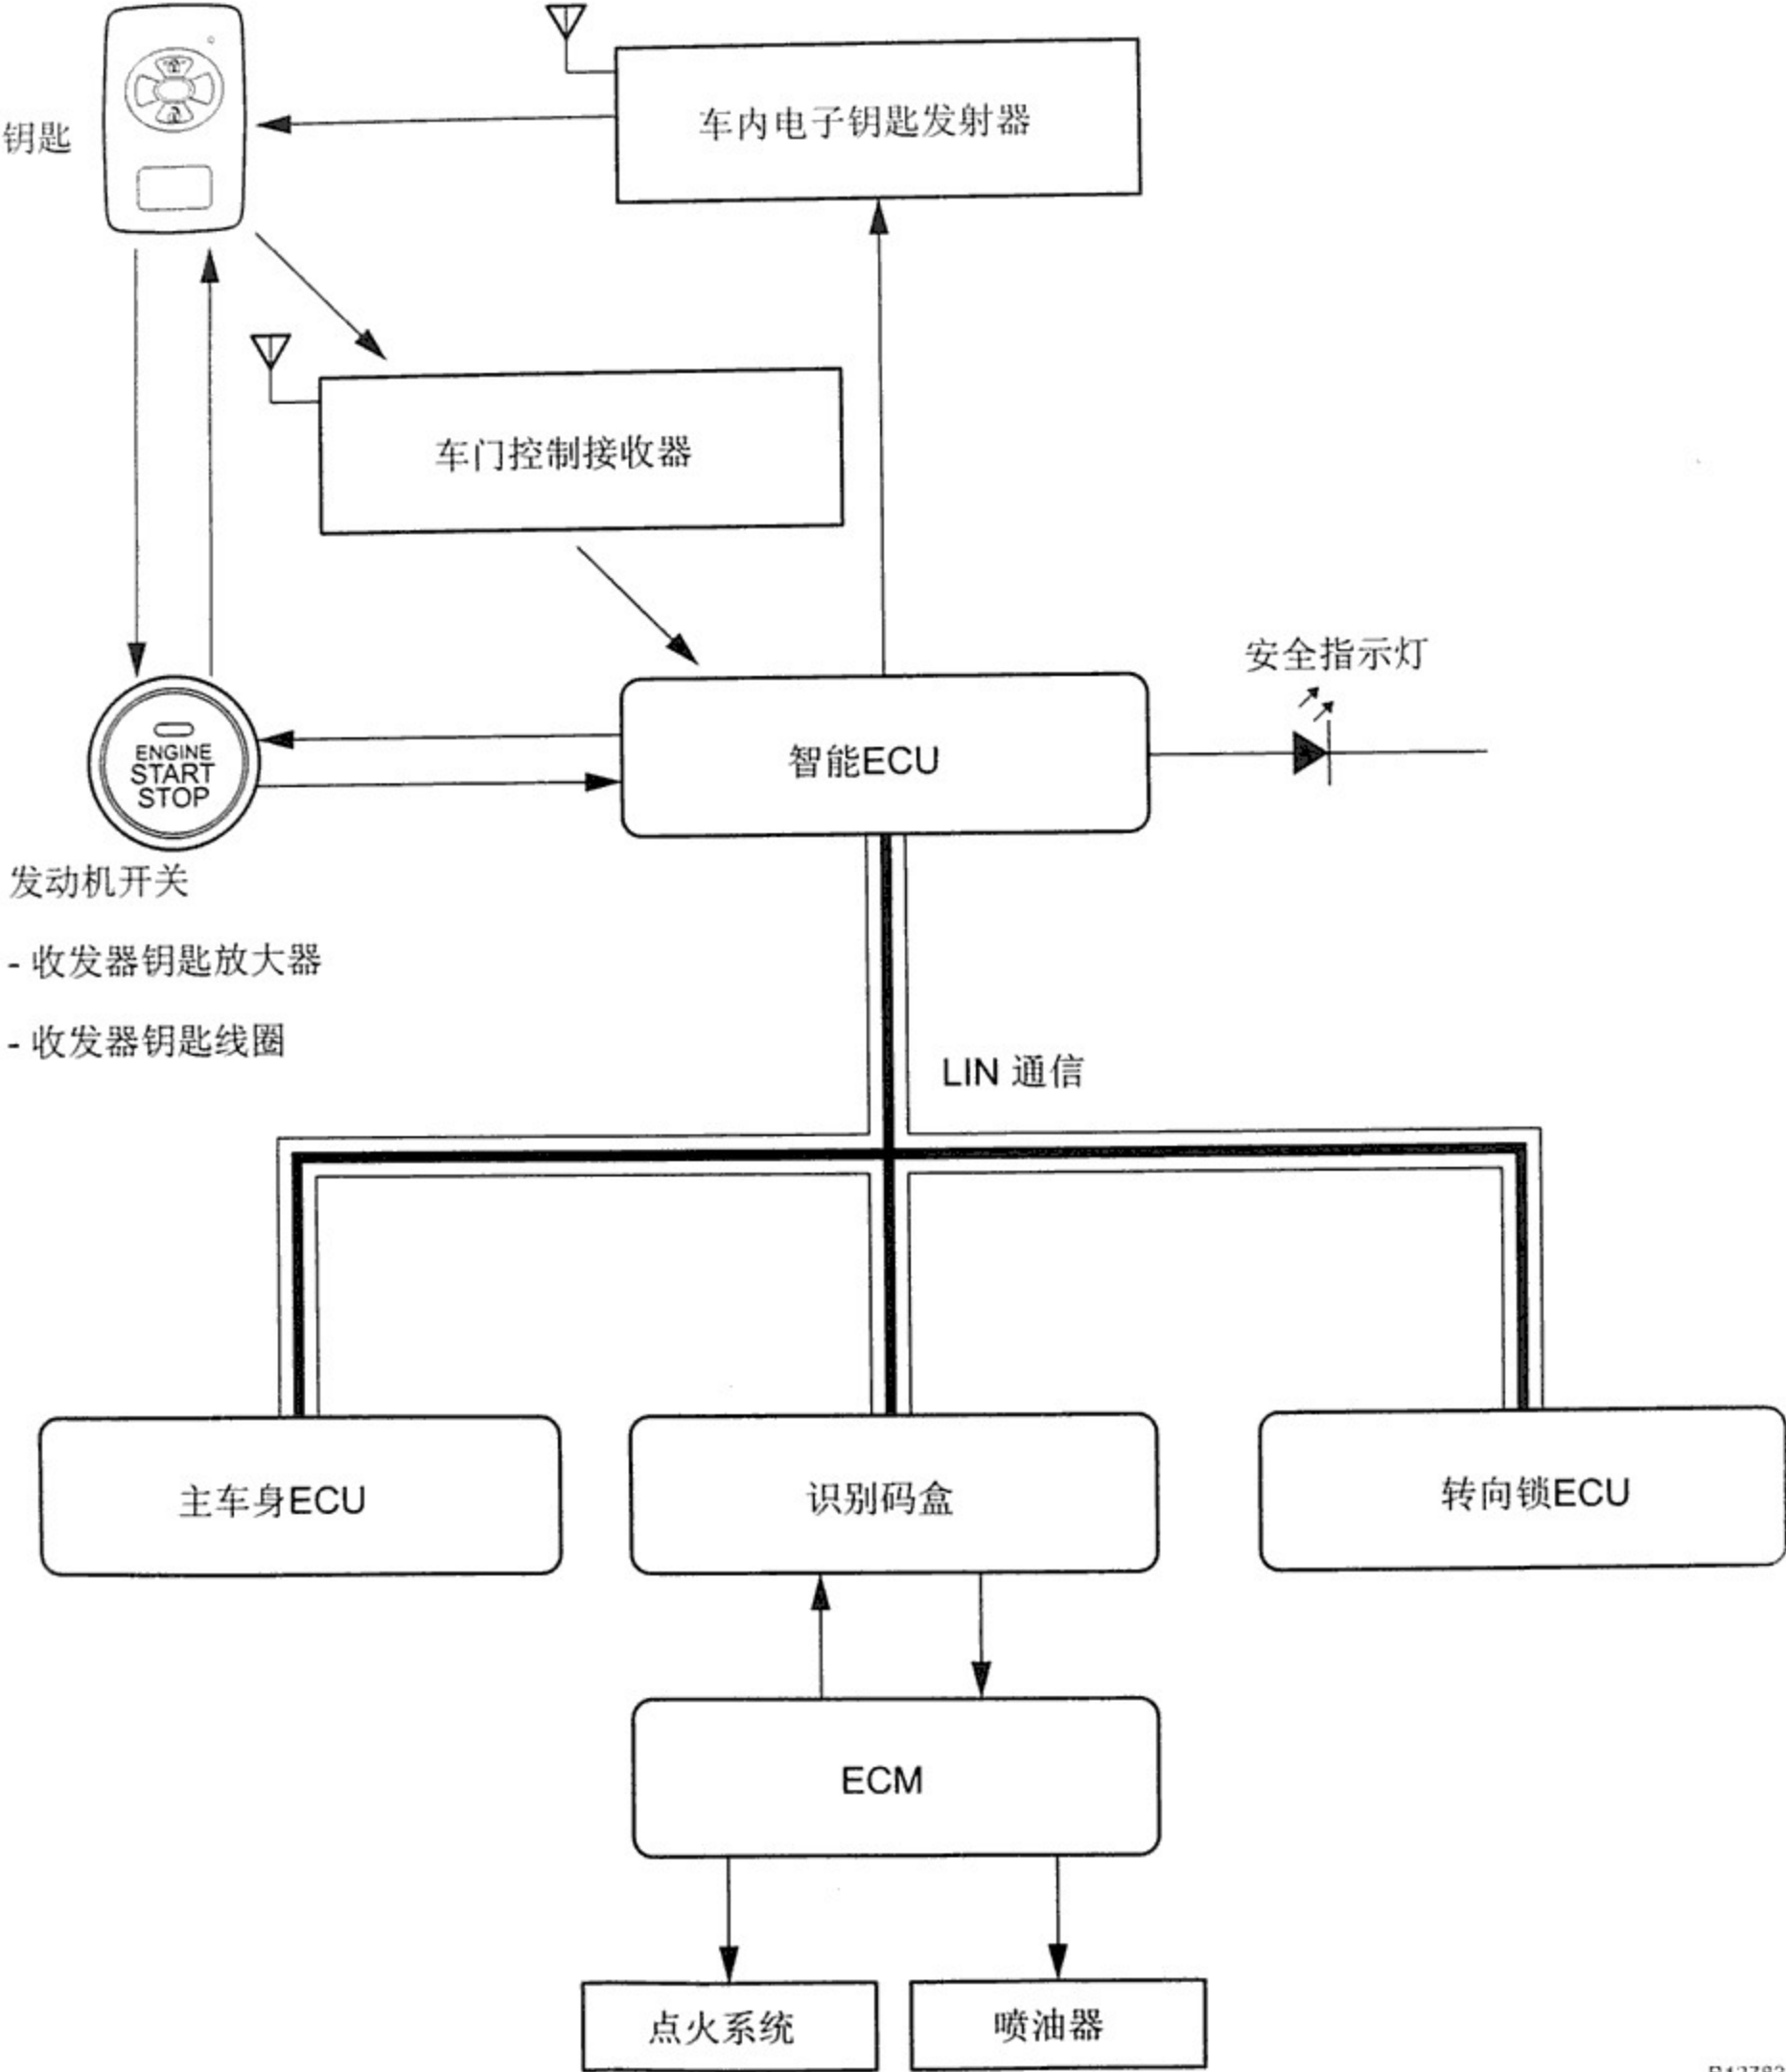 车内电子钥匙发射器
钥匙
车门控制接收器
安全指示灯
智能ECU
ENGINE
START
STOP
发动机开关
- 收发器钥匙放大器
- 收发器钥匙线圈
LIN 通信
主车身ECU
识别码盒
转向锁ECU
ECM
点火系统
喷油器